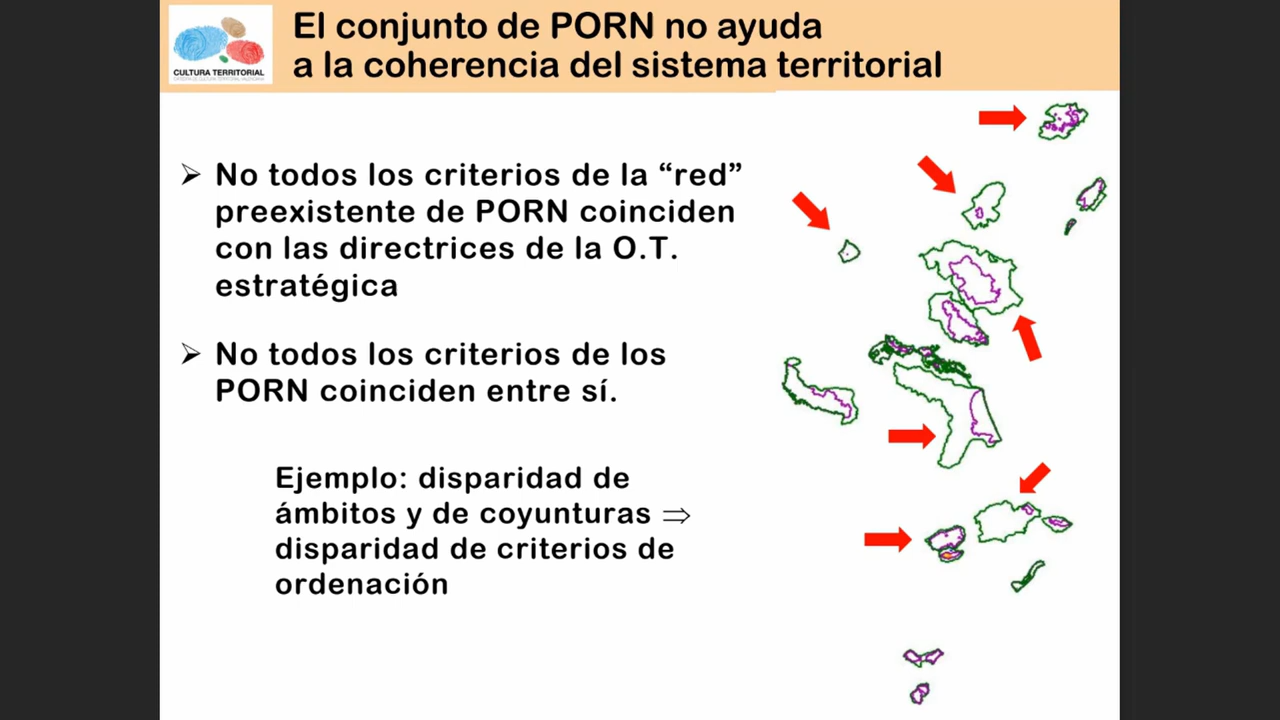 El conjunto de PORN no ayuda
a la coherencia del sistema territorial
CULTURA TERRITORIAL
➢ No todos los criterios de la “red”
preexistente de PORN coinciden
con las directrices de la O.T.
estratégica
➢ No todos los criterios de los
PORN coinciden entre sí.
Ejemplo: disparidad de
ámbitos y de coyunturas ⇒
disparidad de criterios de
ordenación